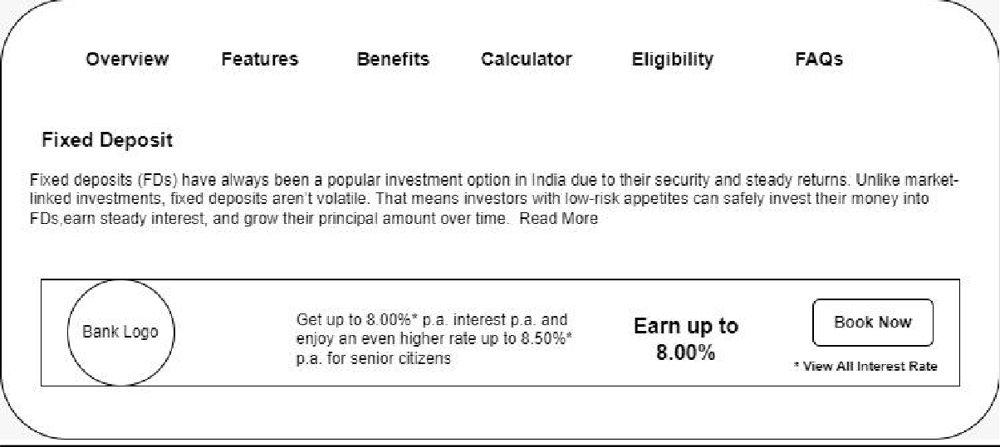 Overview Features Benefits Calculator Eligibility FAQs
Fixed Deposit
Fixed deposits (FDs) have always been a popular investment option in India due to their security and steady returns. Unlike market-
linked investments, fixed deposits aren't volatile. That means investors with low-risk appetites can safely invest their money into
FDs,earn steady interest, and grow their principal amount over time. Read More
Bank Logo
Get up to 8.00%* p.a. interest p.a. and
enjoy an even higher rate up to 8.50%*
p.a. for senior citizens
Earn up to
8.00%
Book Now
* View All Interest Rate